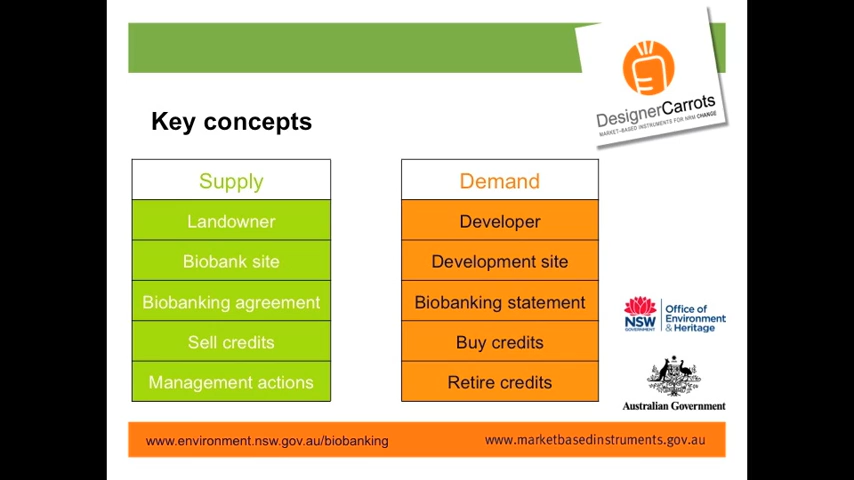 DesignerCarrots
MARKET-BASED INSTRUMENTS FOR NRM CHANGE
Key concepts
Supply
Landowner
Biobank site
Biobanking agreement
Sell credits
Management actions
Demand
Developer
Development site
Biobanking statement
Buy credits
Retire credits
NSW
GOVERNMENT
Office of
Environment
& Heritage
Australian Government
www.environment.nsw.gov.au/biobanking
www.marketbasedinstruments.gov.au